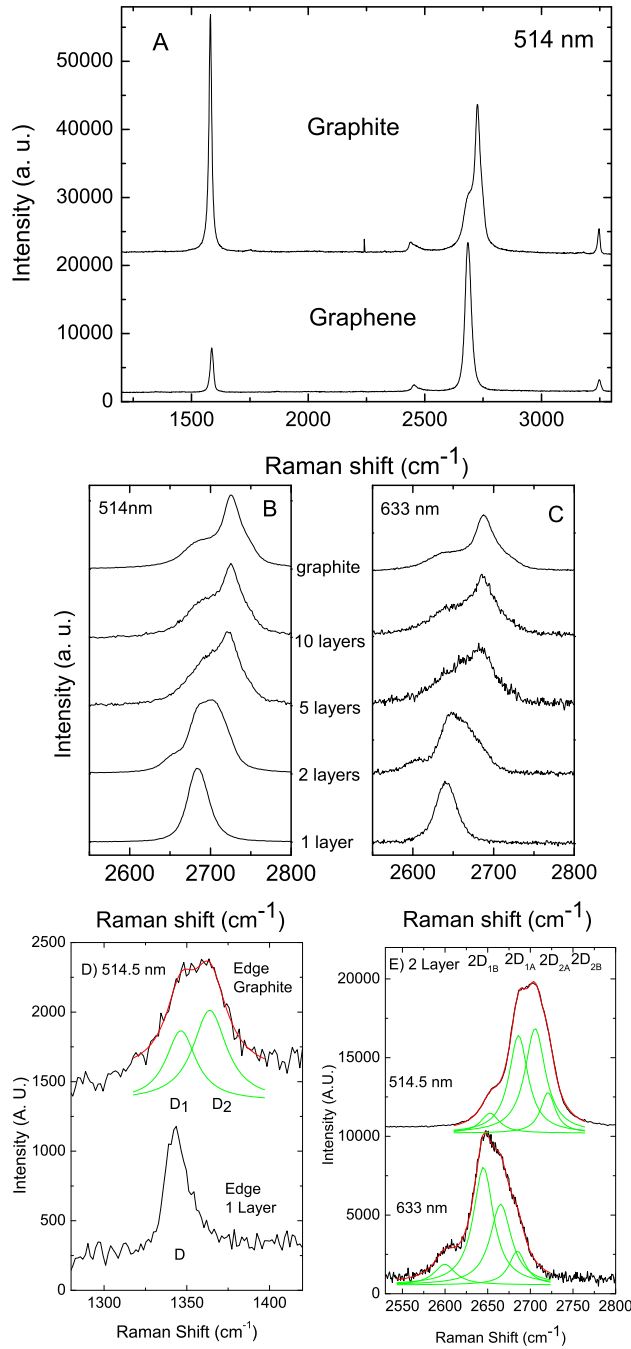 A
514 nm
Graphite
Graphene
Intensity (a. u.)
50000
40000
30000
20000
10000
0
1500 2000 2500 3000
Raman shift (cm-1)
514nm
B
633 nm
C
graphite
10 layers
5 layers
2 layers
1 layer
Intensity (a. u.)
2600 2700 2800
2600 2700 2800
Raman shift (cm-1)
Raman shift (cm-1)
D) 514.5 nm
Edge
Graphite
D1 D2
Edge
1 Layer
D
Intensity (A. U.)
2500
2000
1500
1000
500
0
1300 1350 1400
Raman Shift (cm-1)
E) 2 Layer
2D1B 2D1A 2D2A 2D2B
514.5 nm
633 nm
Intensity (A.U.)
20000
15000
10000
5000
0
2550 2600 2650 2700 2750 2800
Raman Shift (cm-1)